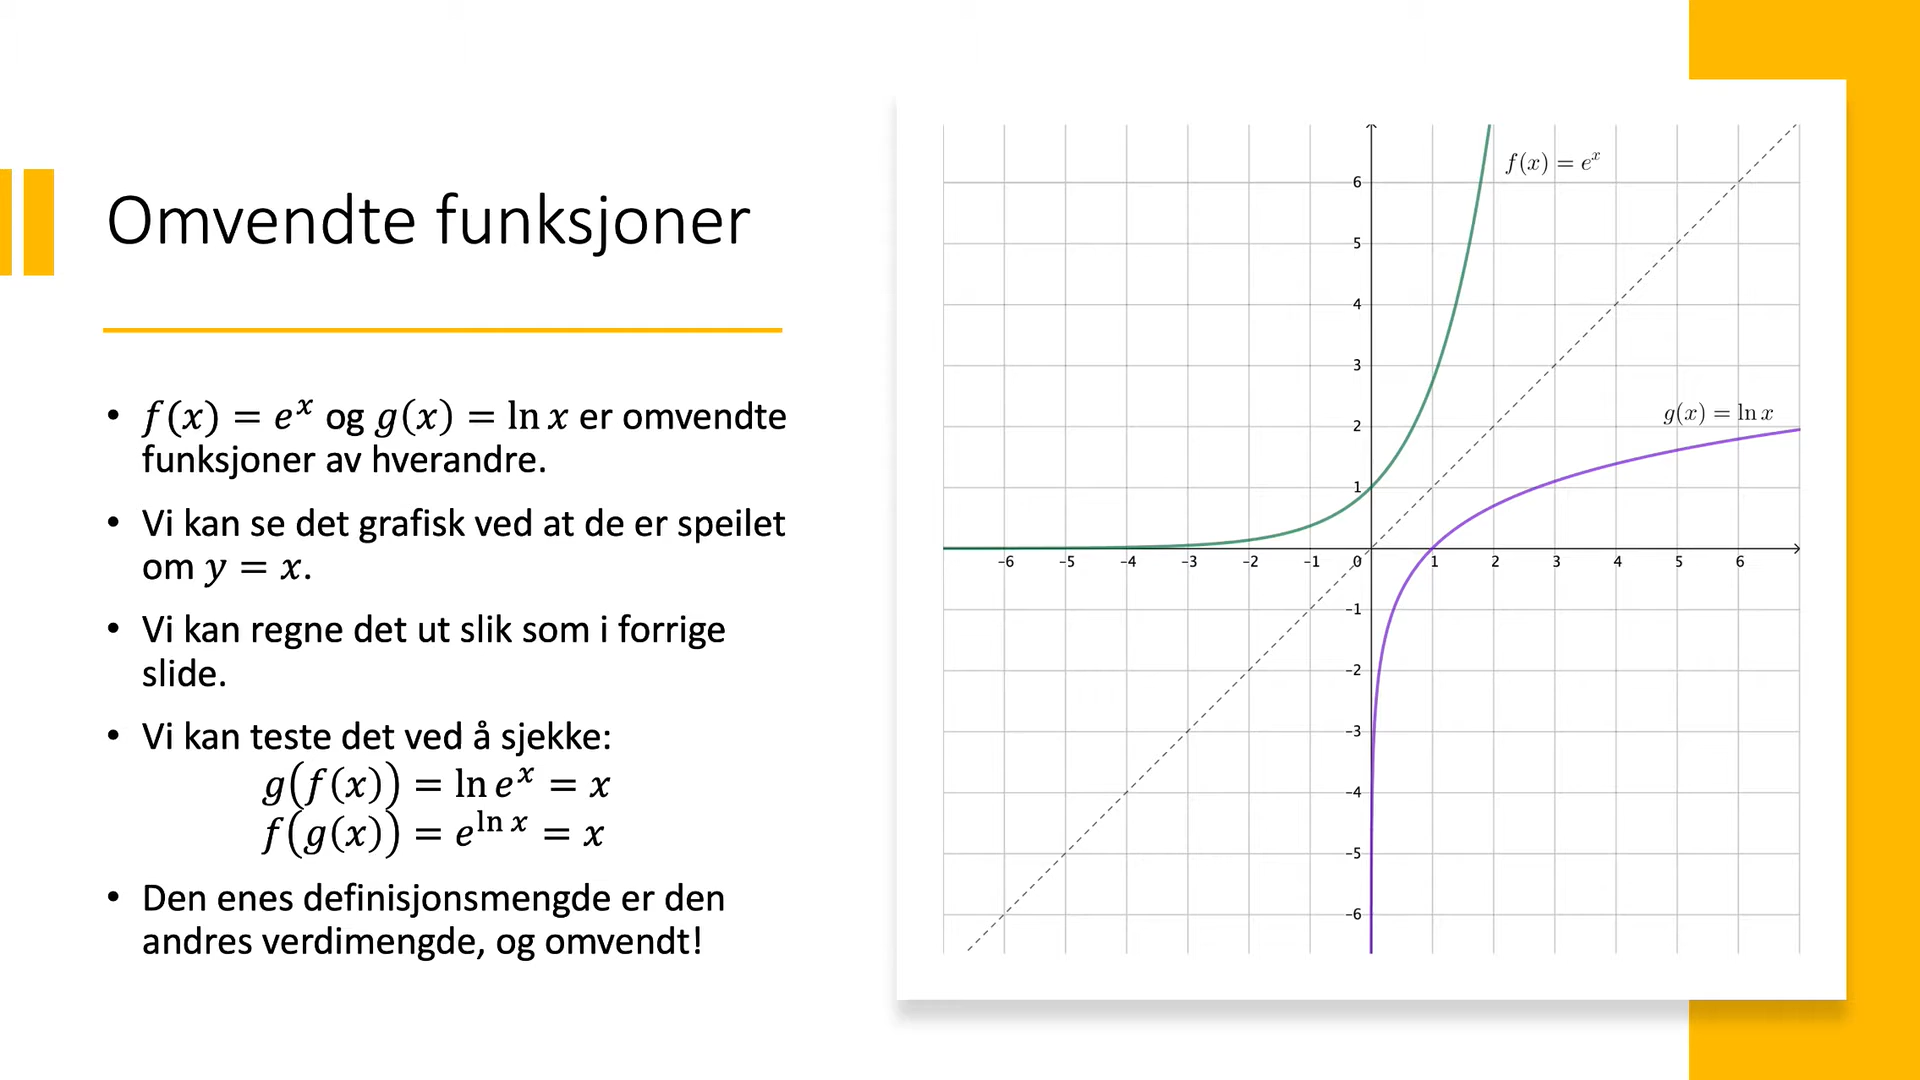 Omvendte funksjoner
• f(x) = eˣ og g(x) = ln x er omvendte
funksjoner av hverandre.
• Vi kan se det grafisk ved at de er speilet
om y = x.
• Vi kan regne det ut slik som i forrige
slide.
• Vi kan teste det ved å sjekke:
g(f(x)) = ln eˣ = x
f(g(x)) = e^{ln x} = x
• Den enes definisjonsmengde er den
andres verdimengde, og omvendt!
f(x) = eˣ
g(x) = ln x
6
5
4
3
2
1
-6 -5 -4 -3 -2 -1 0 1 2 3 4 5 6
-1
-2
-3
-4
-5
-6